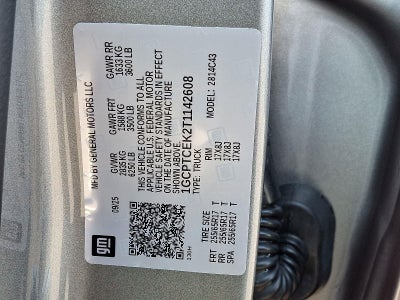 gm
MFD BY GENERAL MOTORS LLC
09/25
GVWR GAWR FRT GAWR RR
2835 KG 1588 KG 1633 KG
6250 LB 3500 LB 3600 LB
THIS VEHICLE CONFORMS TO ALL
APPLICABLE U.S. FEDERAL MOTOR
VEHICLE SAFETY STANDARDS IN EFFECT
ON THE DATE OF MANUFACTURE
SHOWN ABOVE.
1GCPTCEK2T1142608
TYPE: TRUCK MODEL: 2814C43
TIRE SIZE RIM
FRT 255/65R17 T 17X8J
RR 255/65R17 T 17X8J
SPA 255/65R17 T 17X8J